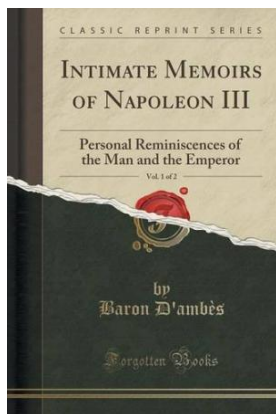 CLASSIC REPRINT SERIES
INTIMATE MEMOIRS
OF NAPOLEON III
Personal Reminiscences of
the Man and the Emperor
Vol. 1 of 2
by
Baron D'ambès
Forgotten Books